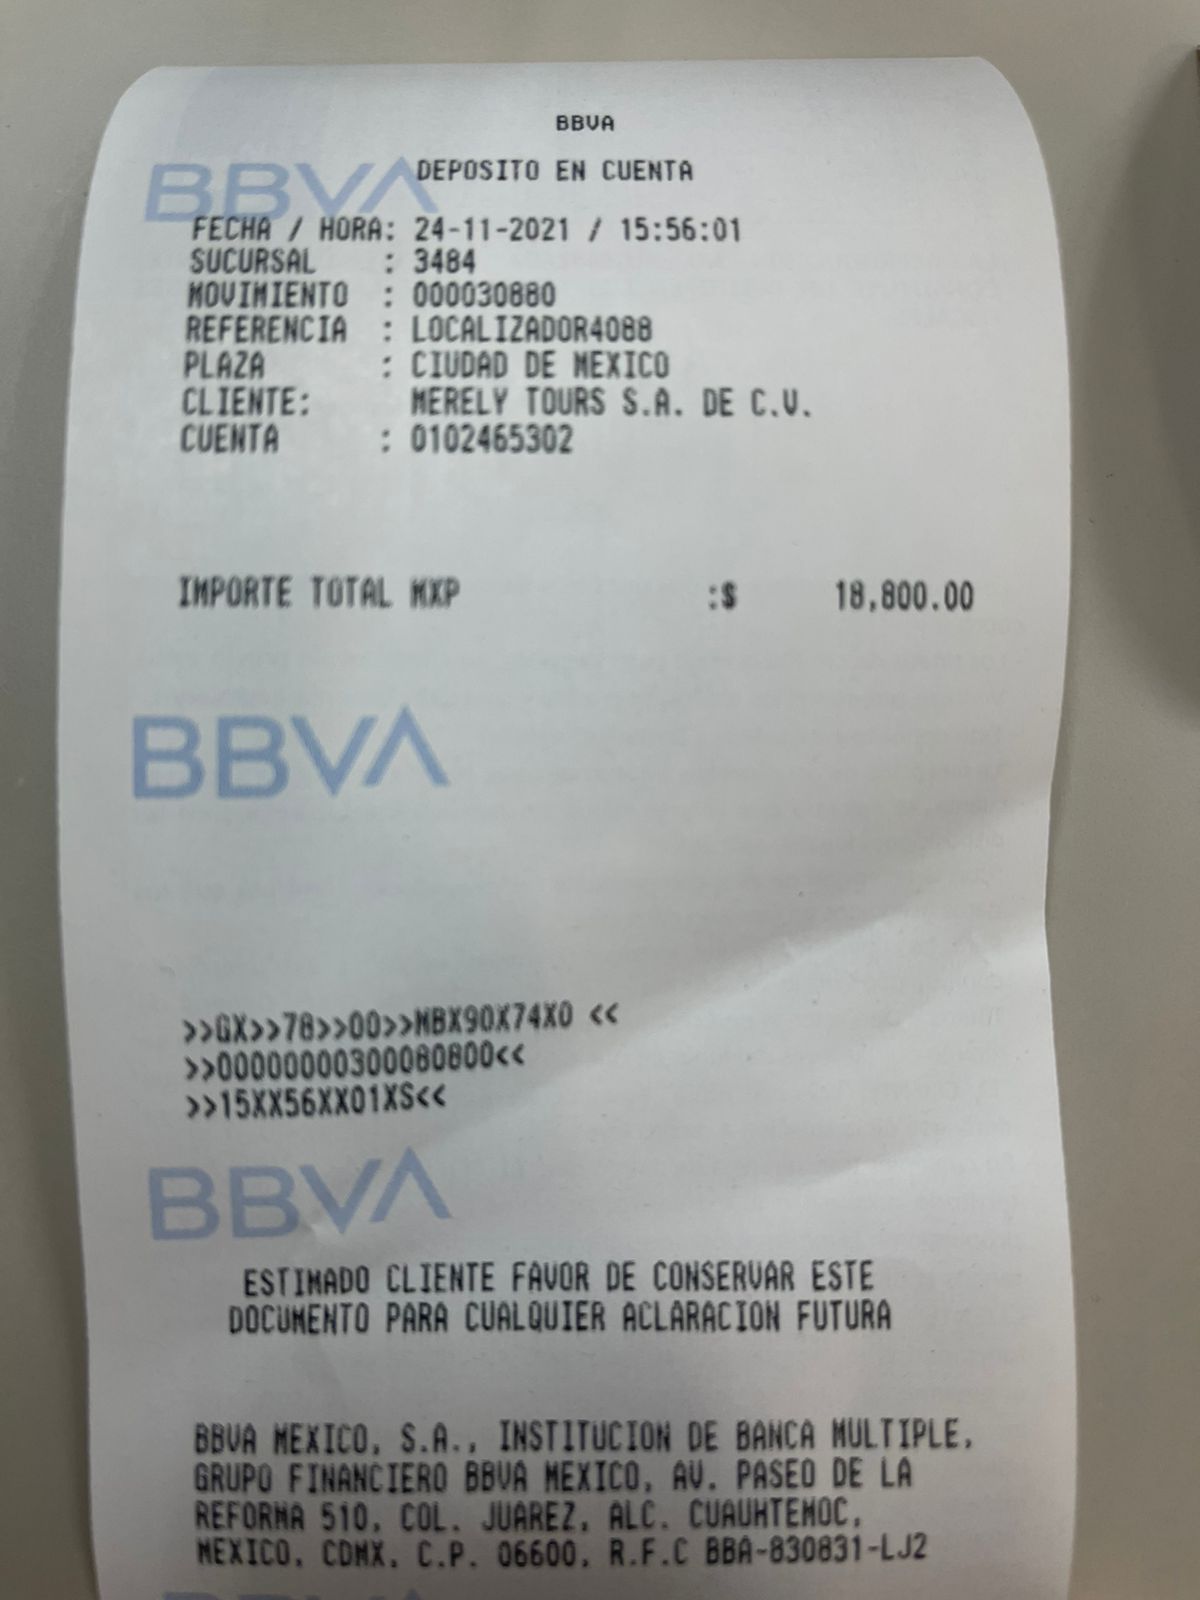 BBVA
BBVA DEPOSITO EN CUENTA
FECHA / HORA: 24-11-2021 / 15:56:01
SUCURSAL : 3484
MOVIMIENTO : 000030880
REFERENCIA : LOCALIZADOR4088
PLAZA : CIUDAD DE MEXICO
CLIENTE: MERELY TOURS S.A. DE C.V.
CUENTA : 0102465302
IMPORTE TOTAL MXP :$ 18,800.00
BBVA
>>GX>>78>>00>>MBX90X74X0 <<
>>00000000300080800<<
>>15XX56XX01XS<<
BBVA
ESTIMADO CLIENTE FAVOR DE CONSERVAR ESTE
DOCUMENTO PARA CUALQUIER ACLARACION FUTURA
BBVA MEXICO, S.A., INSTITUCION DE BANCA MULTIPLE,
GRUPO FINANCIERO BBVA MEXICO, AV. PASEO DE LA
REFORMA 510, COL. JUAREZ, ALC. CUAUHTEMOC,
MEXICO, CDMX, C.P. 06600, R.F.C BBA-830831-LJ2